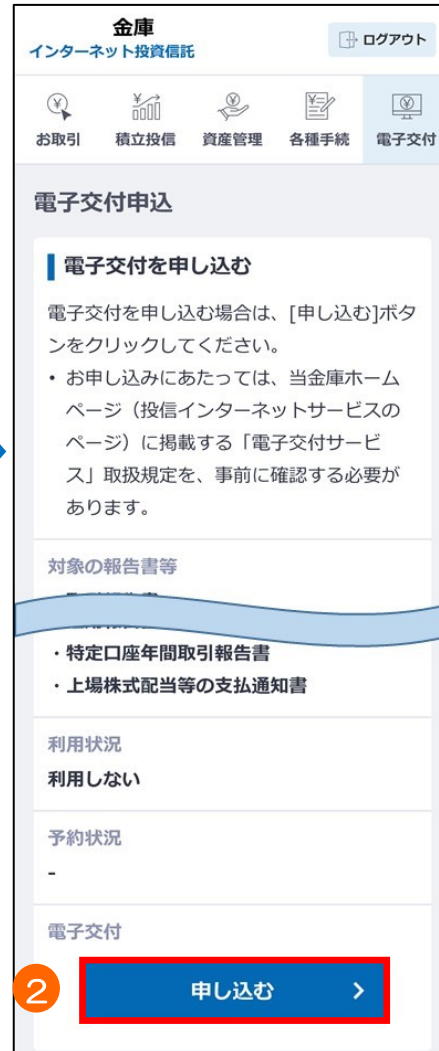 金庫
インターネット投資信託
ログアウト
お取引 積立投信 資産管理 各種手続 電子交付
電子交付申込
電子交付を申し込む
電子交付を申し込む場合は、[申し込む]ボタ
ンをクリックしてください。
• お申し込みにあたっては、当金庫ホーム
ページ（投信インターネットサービスの
ページ）に掲載する「電子交付サービ
ス」取扱規定を、事前に確認する必要が
あります。
対象の報告書等
・特定口座年間取引報告書
・上場株式配当等の支払通知書
利用状況
利用しない
予約状況
-
電子交付
2 申し込む